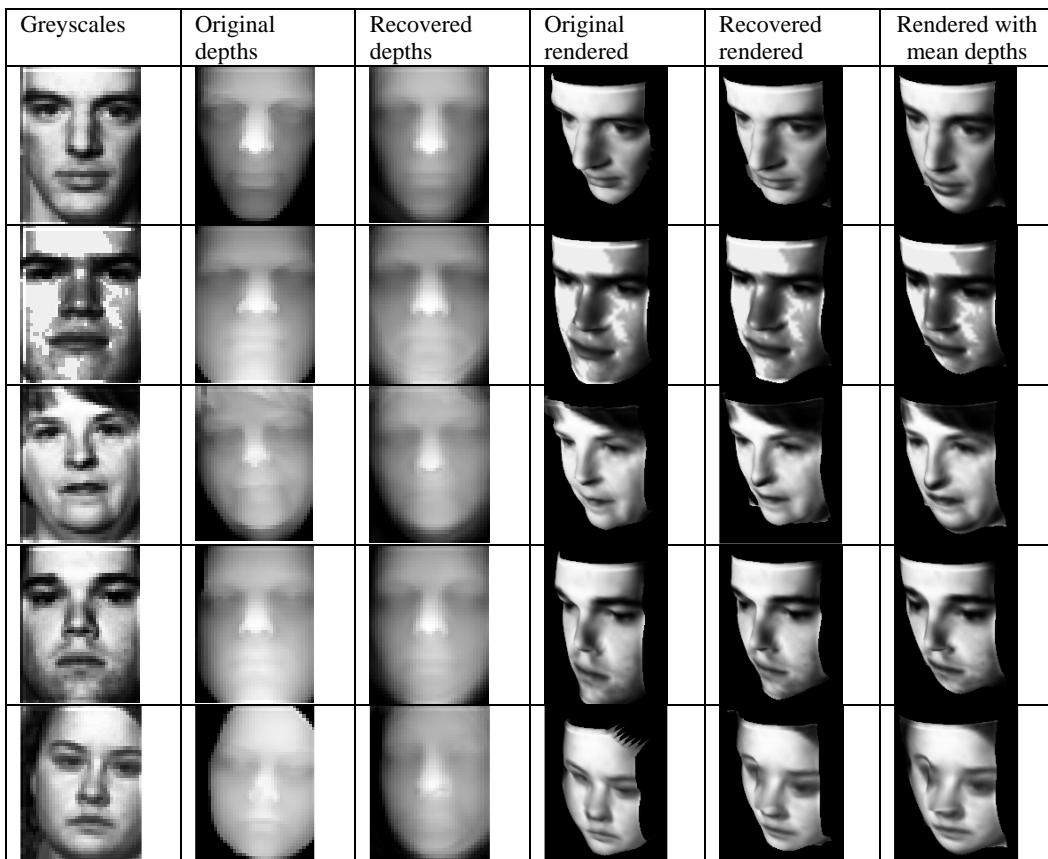 Greyscales
Original
depths
Recovered
depths
Original
rendered
Recovered
rendered
Rendered with
mean depths